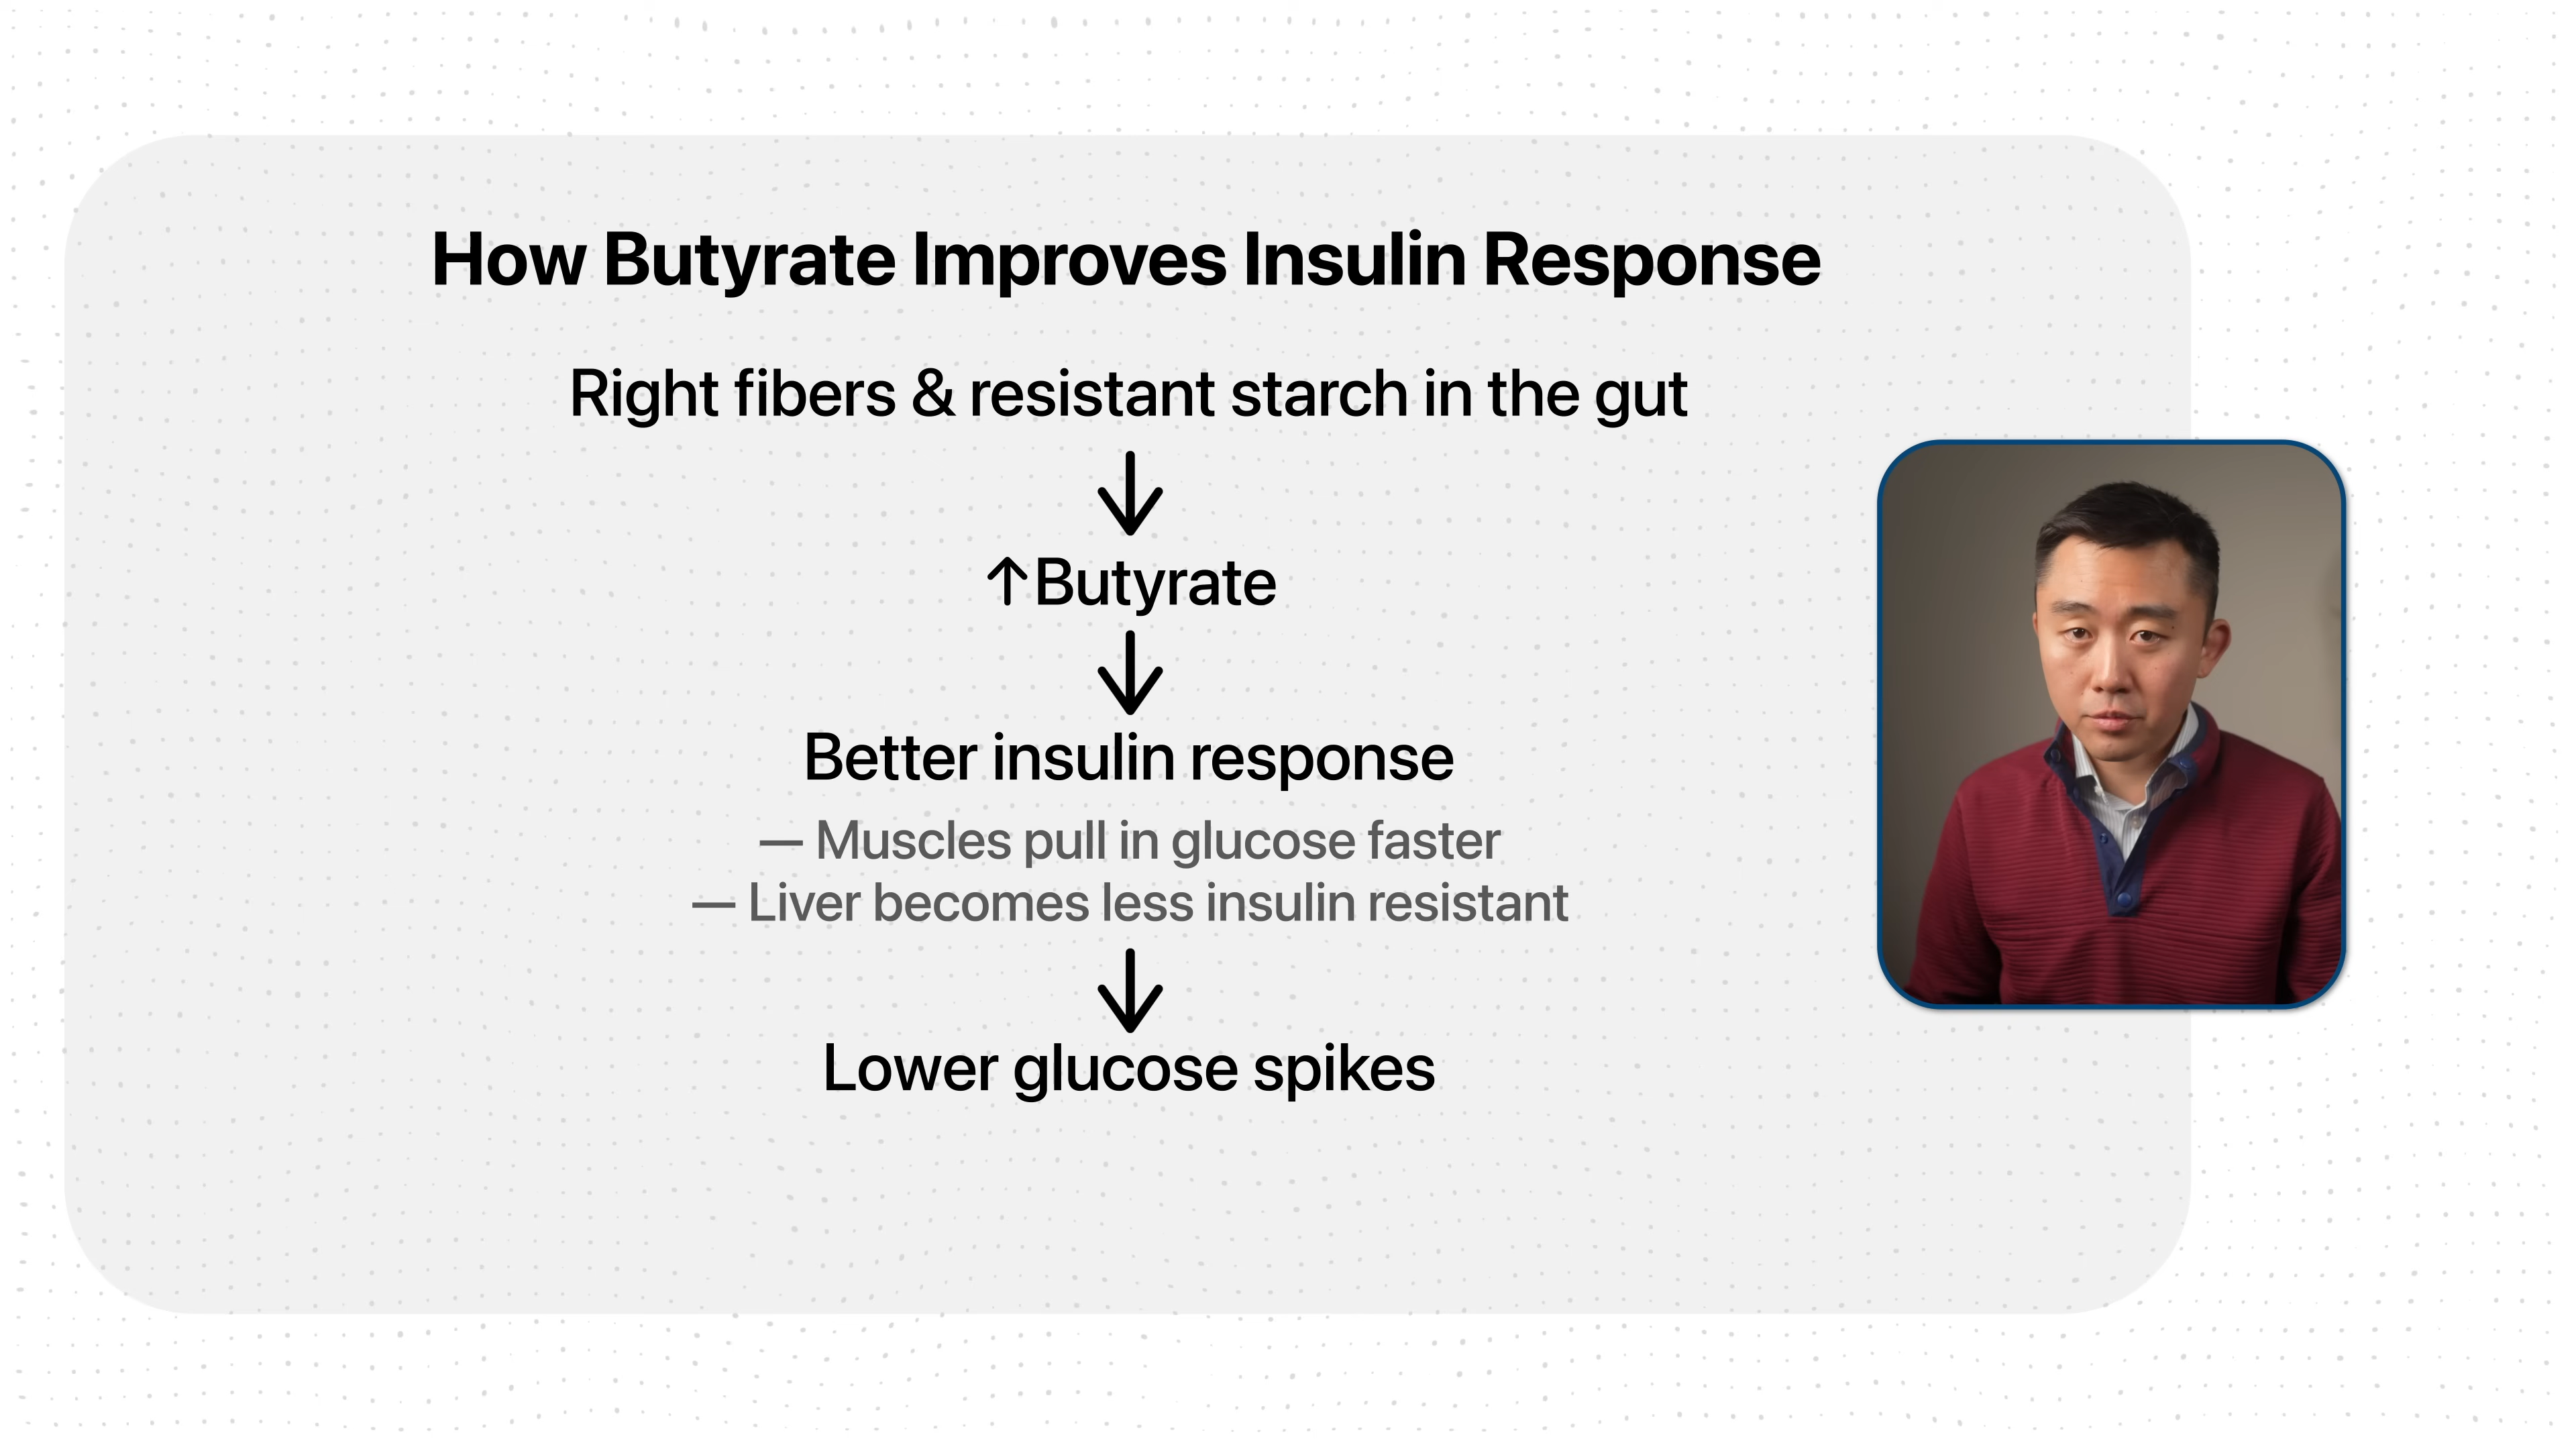 How Butyrate Improves Insulin Response
Right fibers & resistant starch in the gut
↑Butyrate
Better insulin response
— Muscles pull in glucose faster
— Liver becomes less insulin resistant
Lower glucose spikes